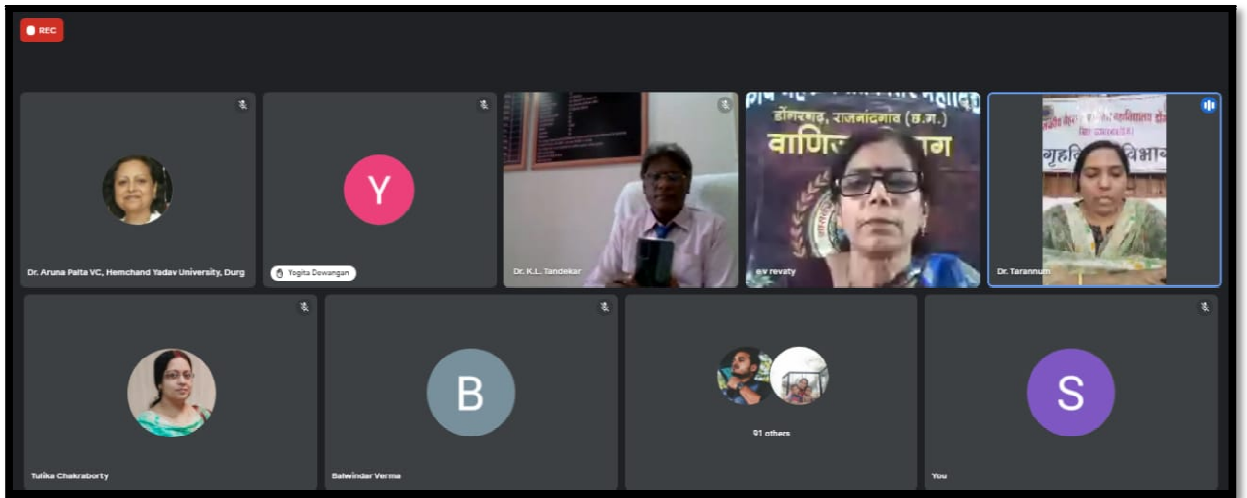 REC
Dr. Aruna Palta VC, Hemchand Yadav University, Durg
Y
Yogita Dewangan
Dr. K.L. Tandekar
डोंगरगढ़, राजनांदगांव (छ.ग.)
ev revaty
Dr. Tarannum
Tulika Chakraborty
B
Balwindar Verma
91 others
S
You